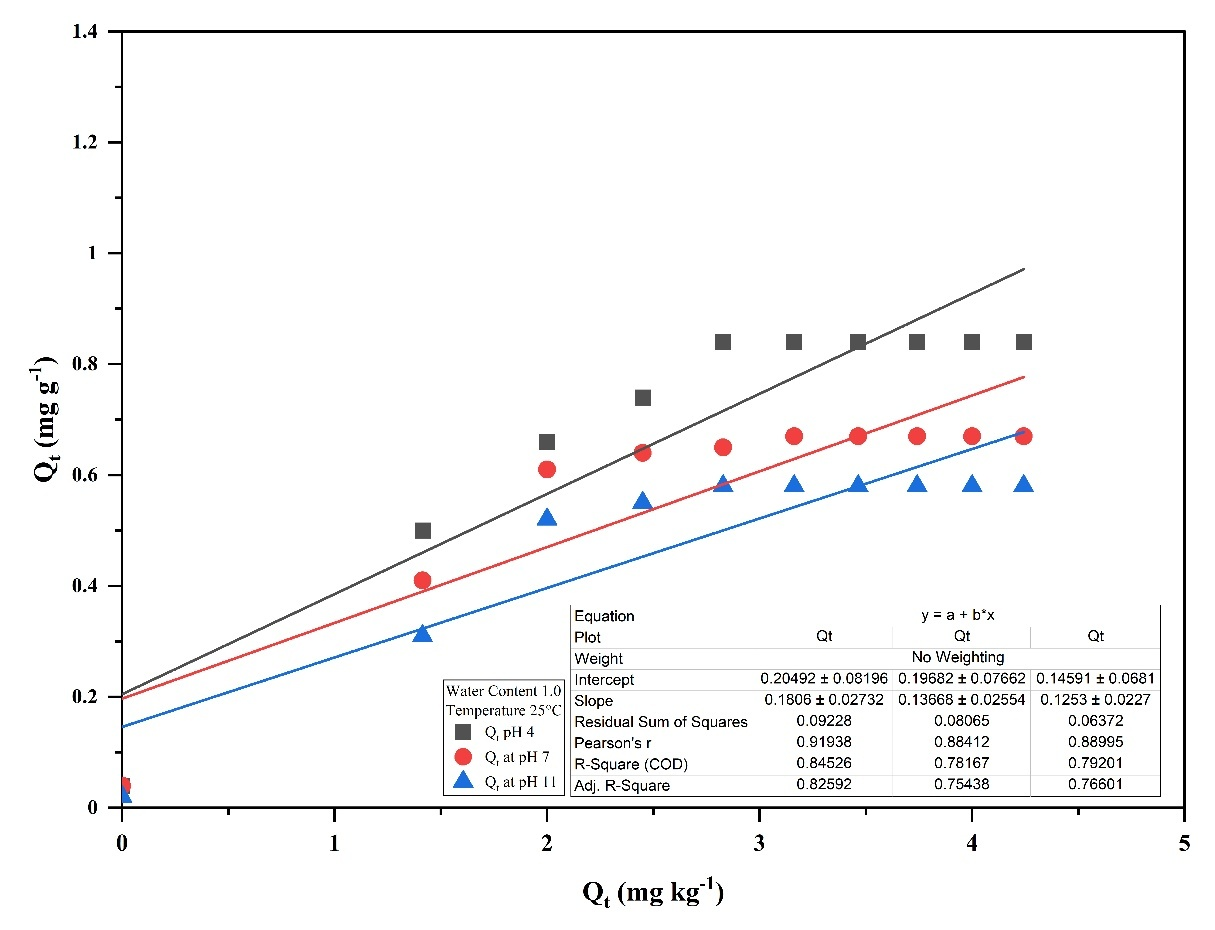 1.4
1.2
1
0.8
0.6
0.4
0.2
0
Qt (mg g-1)
Equation y = a + b*x
Plot Qt Qt Qt
Weight No Weighting
Intercept 0.20492 ± 0.08196 0.19682 ± 0.07662 0.14591 ± 0.0681
Slope 0.1806 ± 0.02732 0.13668 ± 0.02554 0.1253 ± 0.0227
Residual Sum of Squares 0.09228 0.08065 0.06372
Pearson's r 0.91938 0.88412 0.88995
R-Square (COD) 0.84526 0.78167 0.79201
Adj. R-Square 0.82592 0.75438 0.76601
Water Content 1.0
Temperature 25°C
Qt pH 4
Qt at pH 7
Qt at pH 11
0 1 2 3 4 5
Qt (mg kg-1)